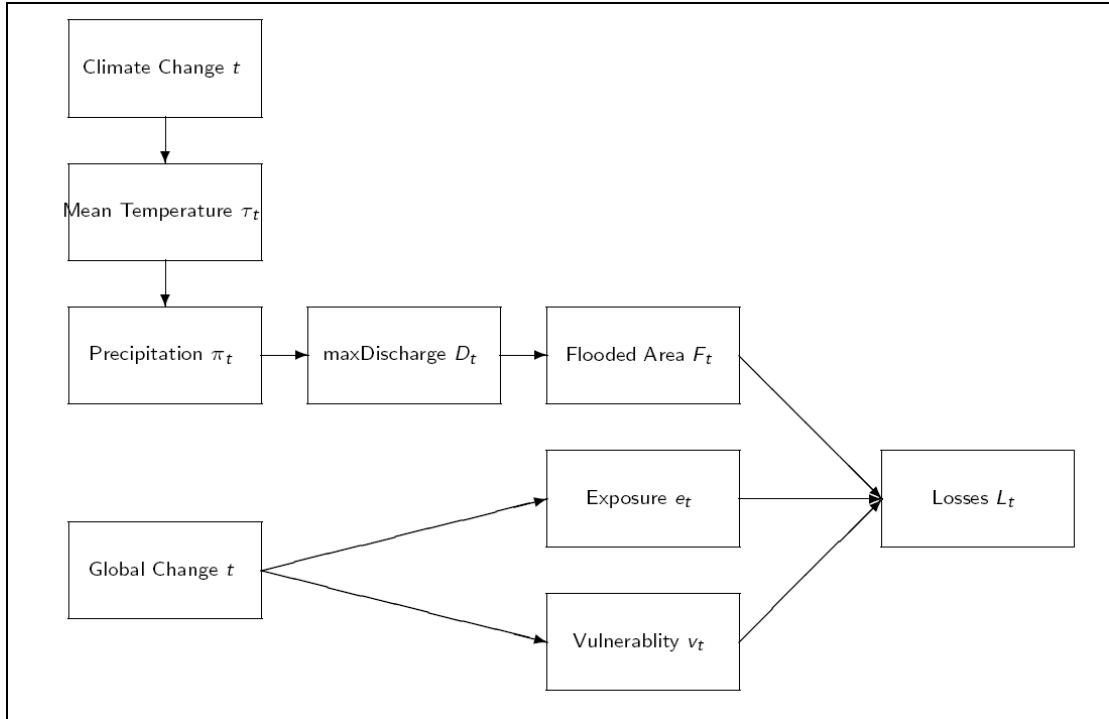 Climate Change t
Mean Temperature τt
Precipitation πt
maxDischarge Dt
Flooded Area Ft
Exposure et
Losses Lt
Global Change t
Vulnerablity vt